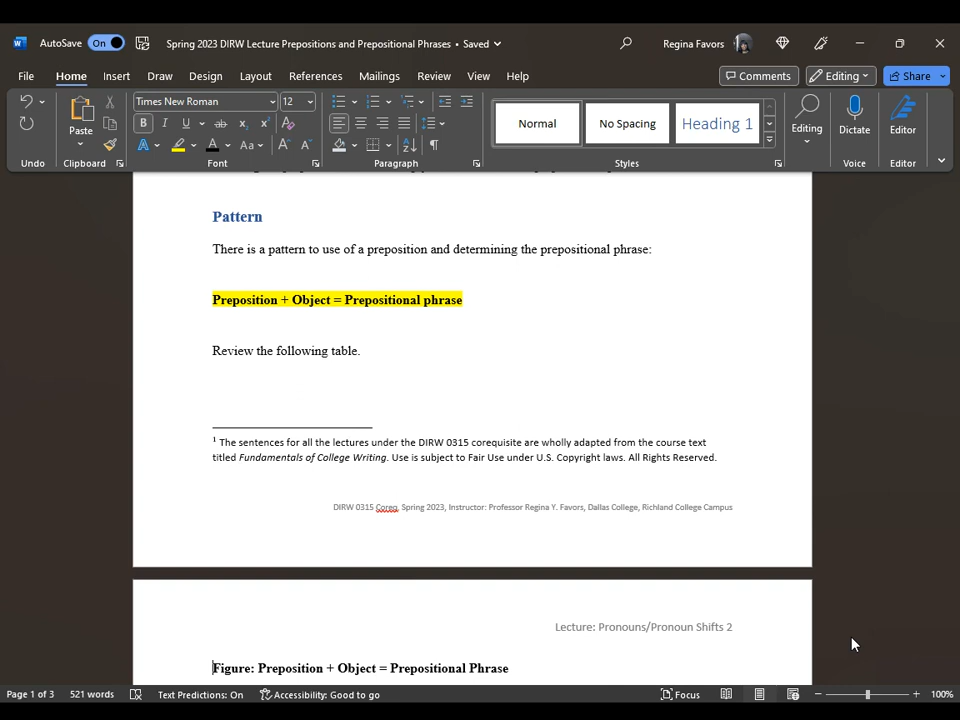 AutoSave On Spring 2023 DIRW Lecture Prepositions and Prepositional Phrases • Saved Regina Favors
File Home Insert Draw Design Layout References Mailings Review View Help Comments Editing Share
Times New Roman 12
Paste
Normal No Spacing Heading 1
Editing Dictate Editor
Undo Clipboard Font Paragraph Styles Voice Editor
Pattern
There is a pattern to use of a preposition and determining the prepositional phrase:
Preposition + Object = Prepositional phrase
Review the following table.
1 The sentences for all the lectures under the DIRW 0315 corequisite are wholly adapted from the course text
titled Fundamentals of College Writing. Use is subject to Fair Use under U.S. Copyright laws. All Rights Reserved.
DIRW 0315 Coreq, Spring 2023, Instructor: Professor Regina Y. Favors, Dallas College, Richland College Campus
Lecture: Pronouns/Pronoun Shifts 2
Figure: Preposition + Object = Prepositional Phrase
Page 1 of 3 521 words Text Predictions: On Accessibility: Good to go Focus 100%